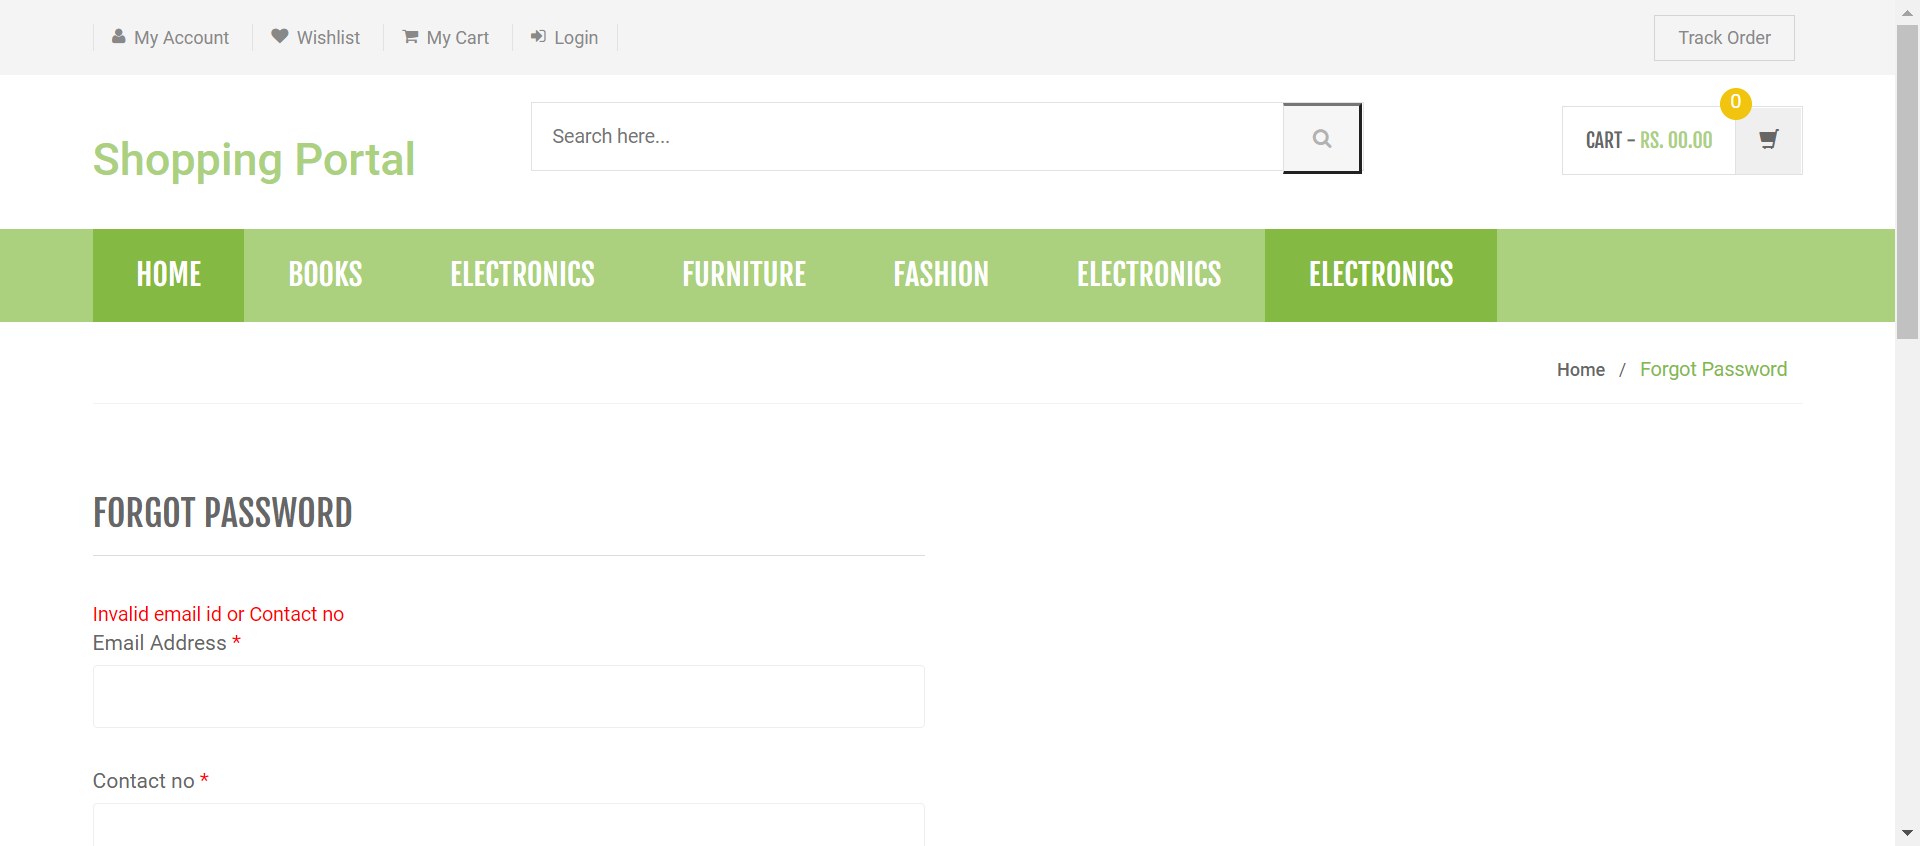 My Account
Wishlist
My Cart
Login
Track Order
Shopping Portal
Search here...
CART - RS. 00.00
0
HOME
BOOKS
ELECTRONICS
FURNITURE
FASHION
ELECTRONICS
ELECTRONICS
Home / Forgot Password
FORGOT PASSWORD
Invalid email id or Contact no
Email Address *
Contact no *